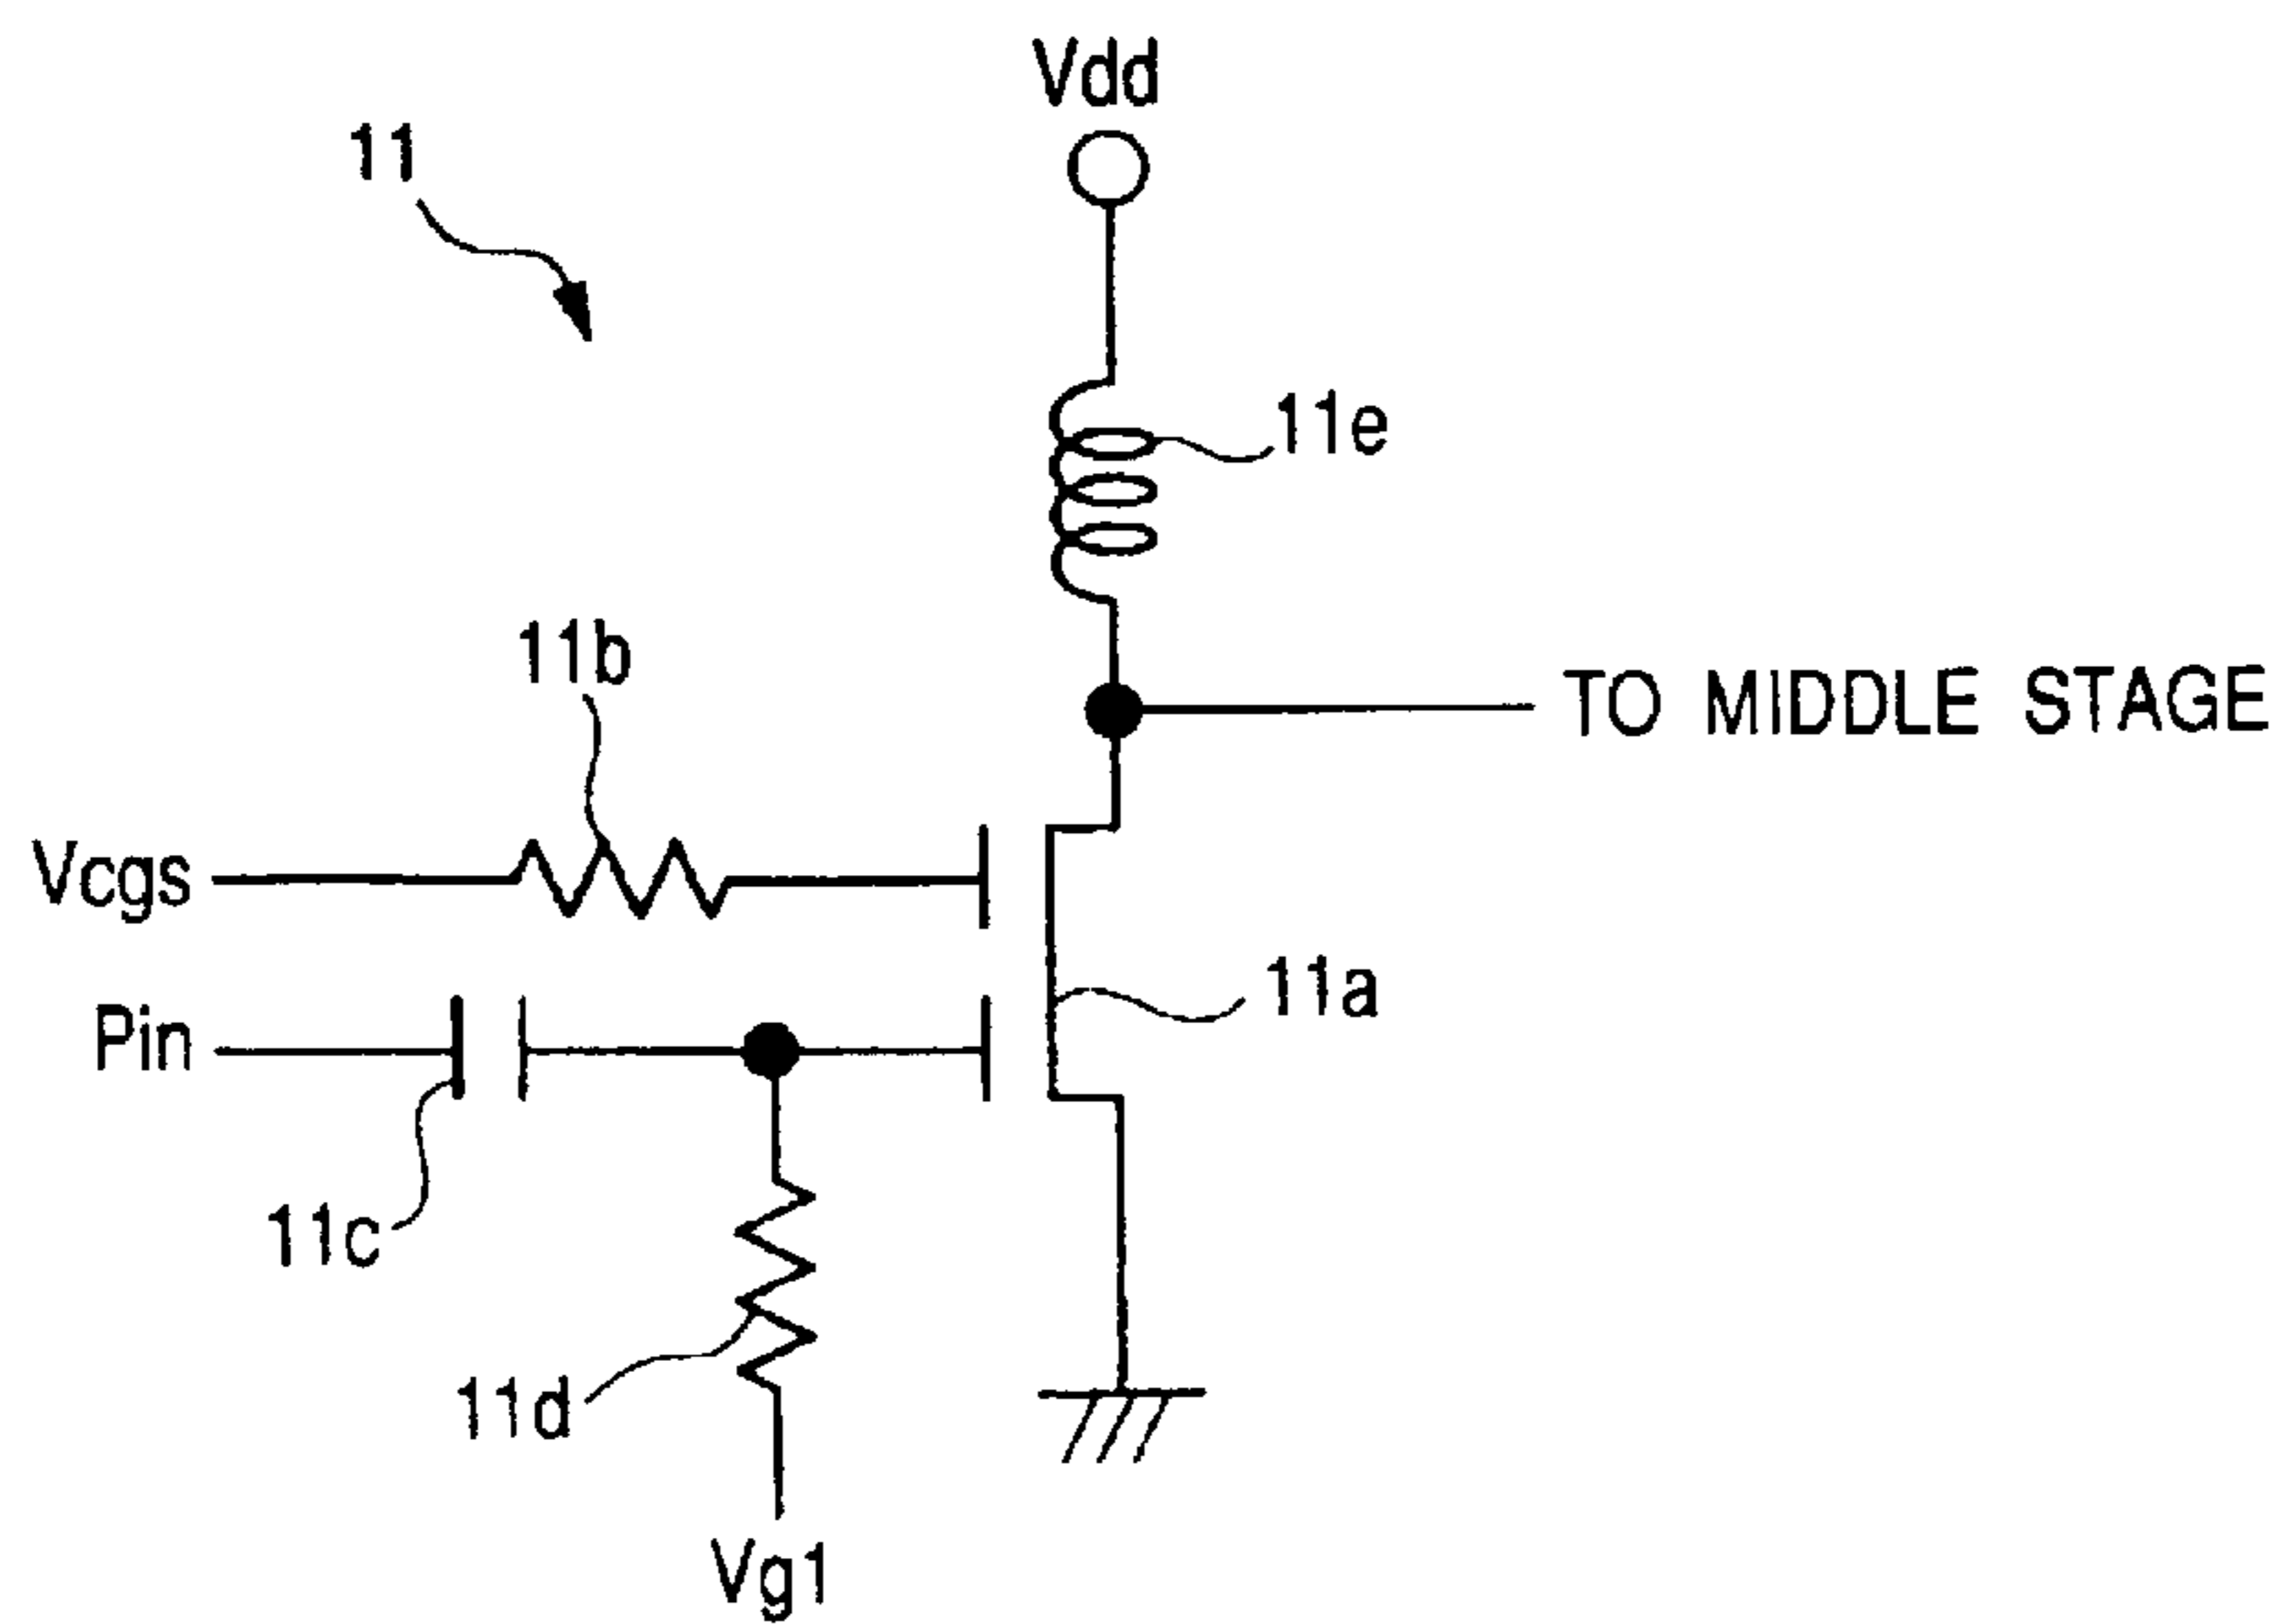 Vdd
11
11e
11b
TO MIDDLE STAGE
Vcgs
11a
Pin
11c
11d
Vg1